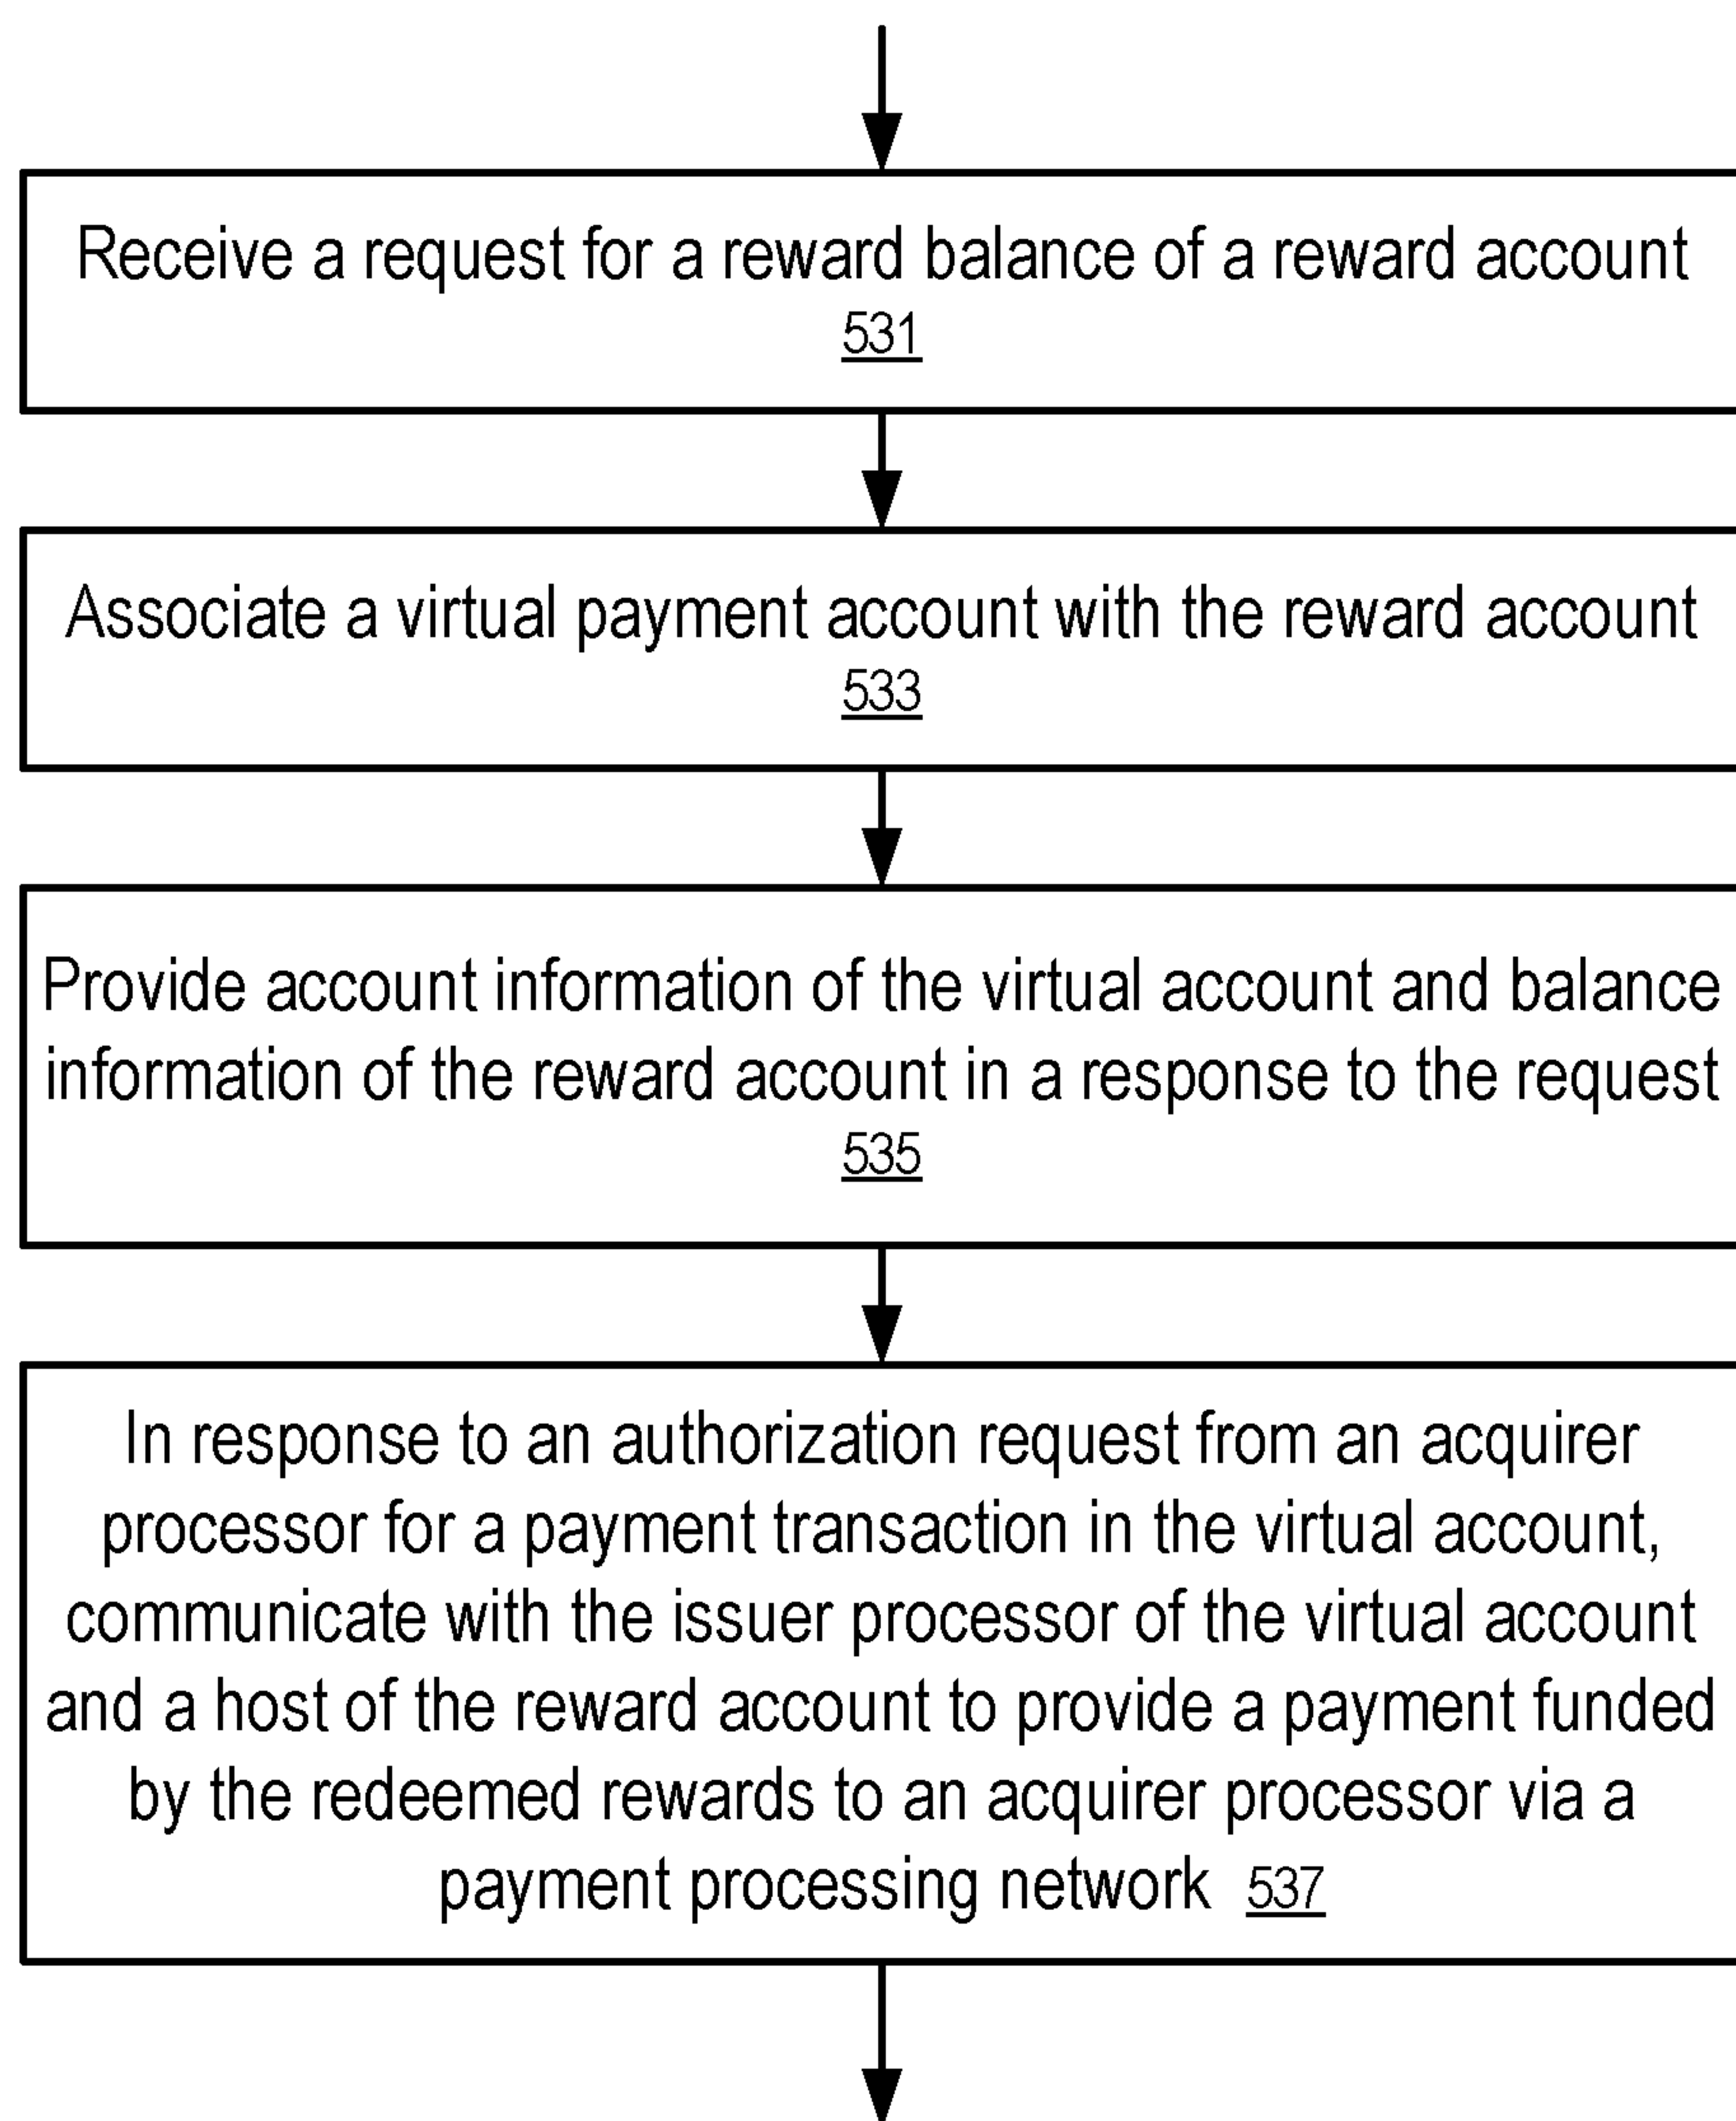 Receive a request for a reward balance of a reward account
531
Associate a virtual payment account with the reward account
533
Provide account information of the virtual account and balance
information of the reward account in a response to the request
535
In response to an authorization request from an acquirer
processor for a payment transaction in the virtual account,
communicate with the issuer processor of the virtual account
and a host of the reward account to provide a payment funded
by the redeemed rewards to an acquirer processor via a
payment processing network 537